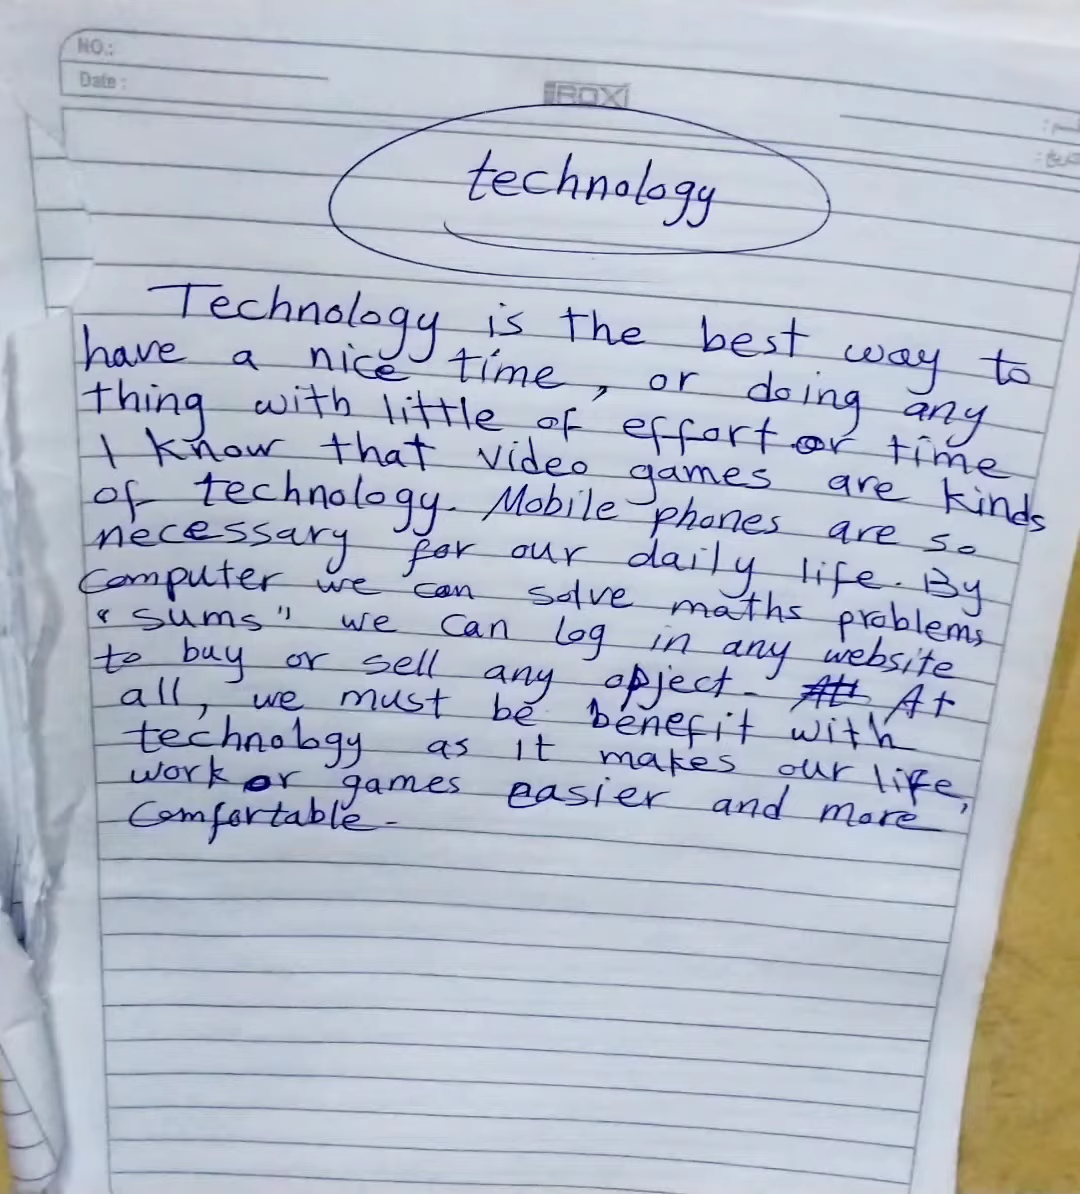 NO.:
Date:
ROXI
technology
Technology is the best way to
have a nice time, or doing any
thing with little of effort or time
I know that video games are kinds
of technology. Mobile phones are so
necessary for our daily life. By
computer we can solve maths problems
"sums" we can log in any website
to buy or sell any opject. At
all, we must be benefit with
technology as it makes our life,
work or games easier and more
comfortable.